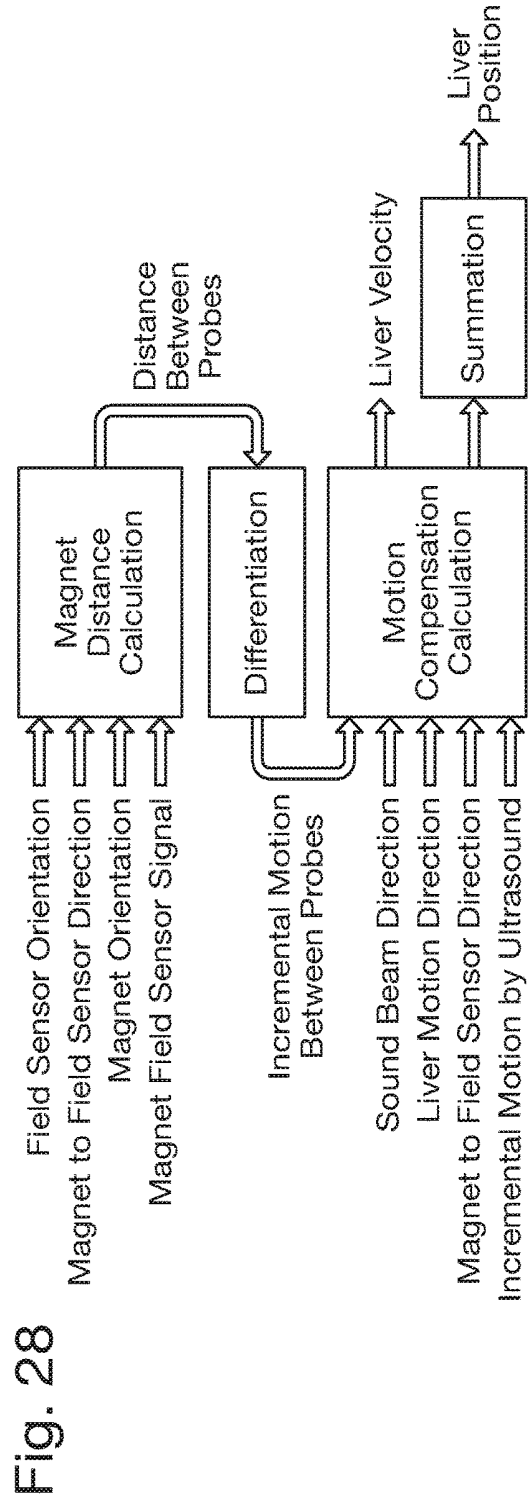 Fig. 28
Field Sensor Orientation
Magnet to Field Sensor Direction
Magnet Orientation
Magnet Field Sensor Signal
Magnet
Distance
Calculation
Distance
Between
Probes
Differentiation
Incremental Motion
Between Probes
Sound Beam Direction
Liver Motion Direction
Magnet to Field Sensor Direction
Incremental Motion by Ultrasound
Motion
Compensation
Calculation
Liver Velocity
Summation
Liver
Position